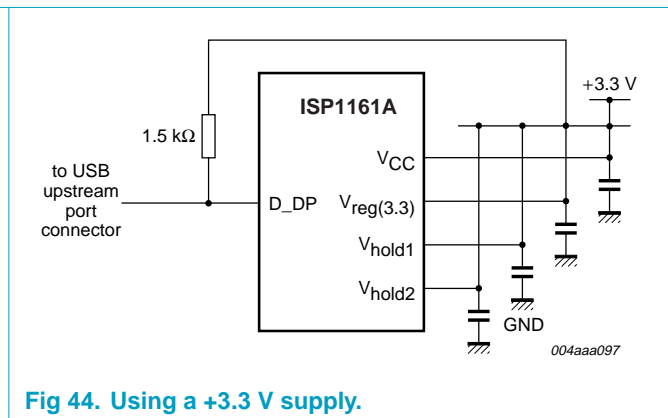 ISP1161A
+3.3 V
1.5 kΩ
to USB
upstream
port
connector
D_DP
VCC
Vreg(3.3)
Vhold1
Vhold2
GND
004aaa097
Fig 44. Using a +3.3 V supply.